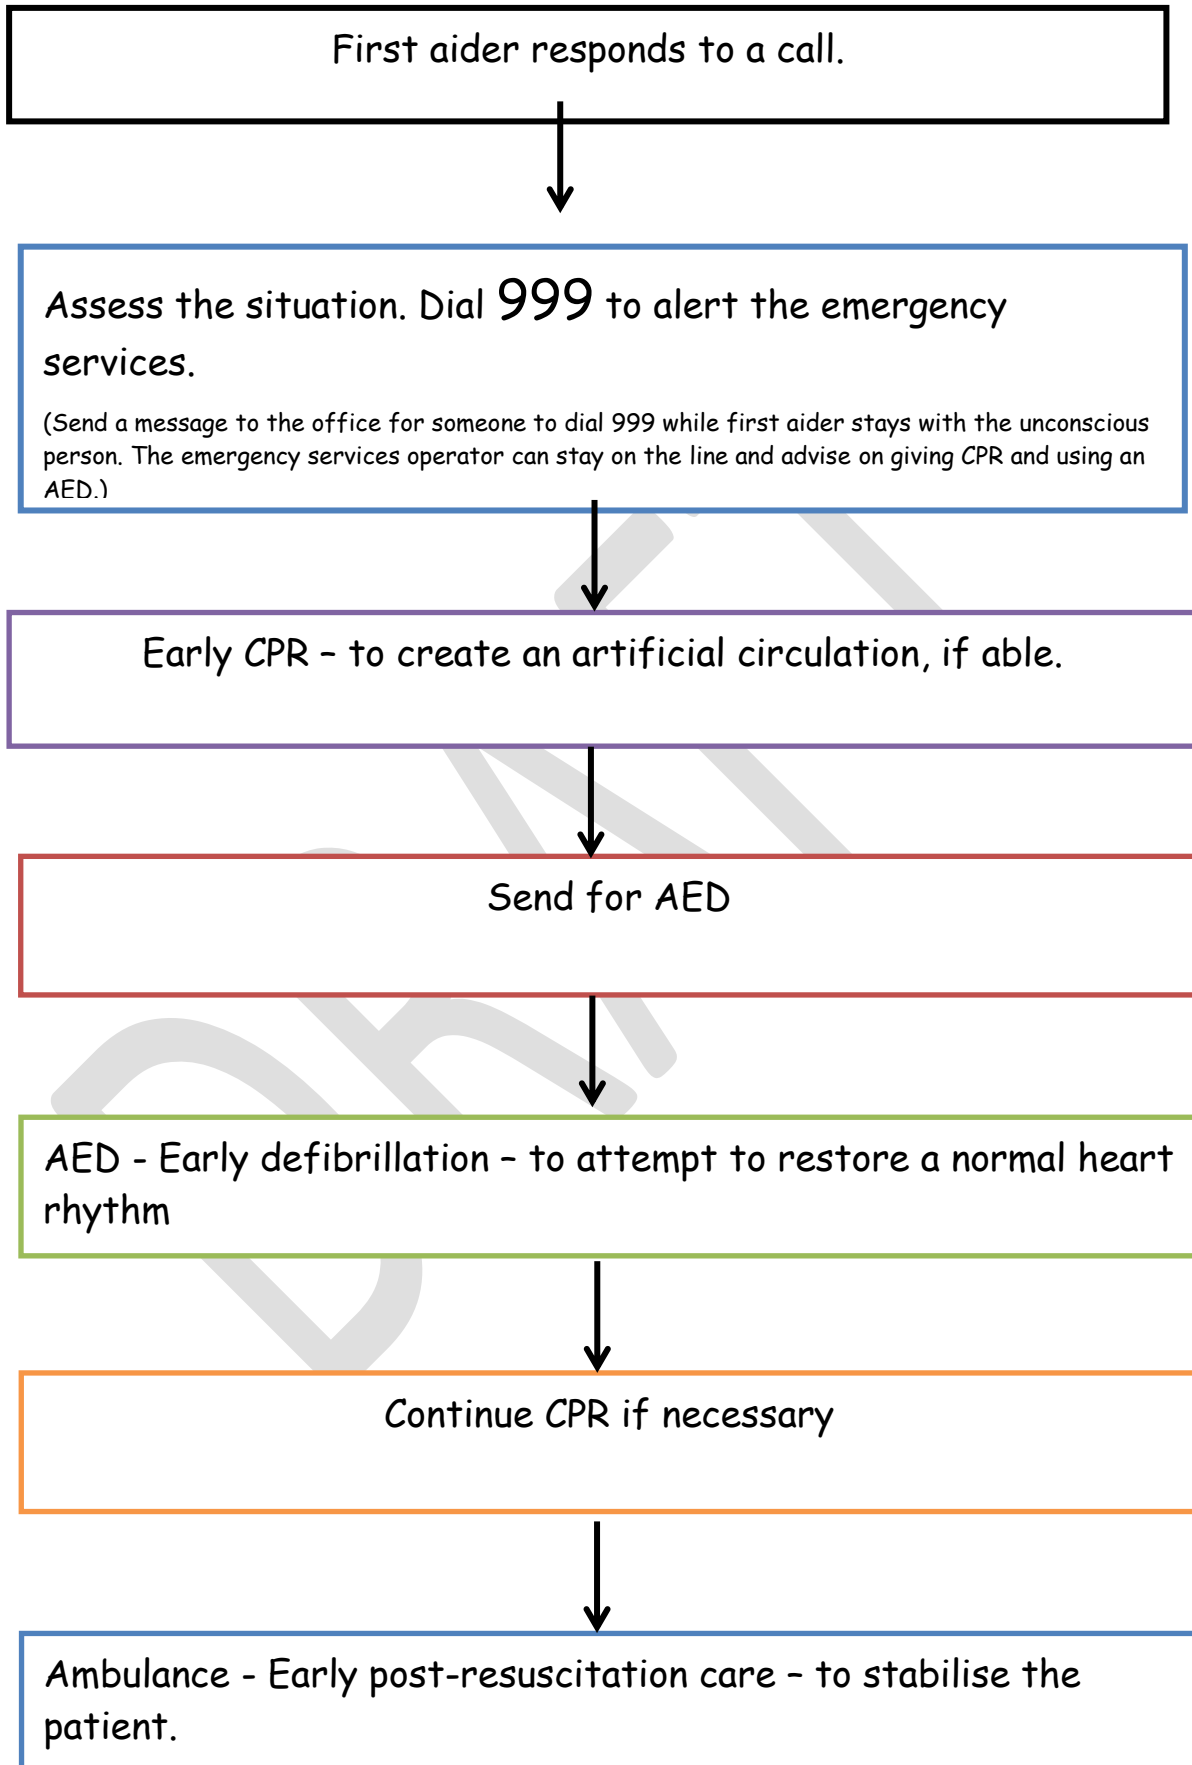 First aider responds to a call.
Assess the situation. Dial 999 to alert the emergency
services.
(Send a message to the office for someone to dial 999 while first aider stays with the unconscious
person. The emergency services operator can stay on the line and advise on giving CPR and using an
AED.)
Early CPR – to create an artificial circulation, if able.
Send for AED
AED - Early defibrillation – to attempt to restore a normal heart
rhythm
Continue CPR if necessary
Ambulance - Early post-resuscitation care – to stabilise the
patient.
DRAFT